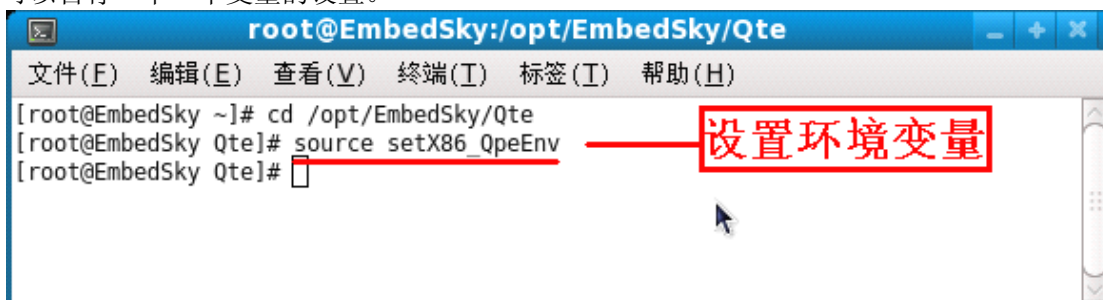 root@EmbedSky:/opt/EmbedSky/Qte
文件(F) 编辑(E) 查看(V) 终端(T) 标签(T) 帮助(H)
[root@EmbedSky ~]# cd /opt/EmbedSky/Qte
[root@EmbedSky Qte]# source setX86_QpeEnv
设置环境变量
[root@EmbedSky Qte]#